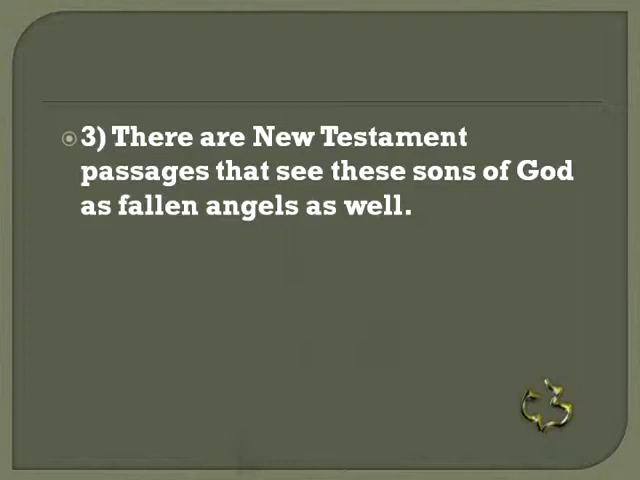 3) There are New Testament
passages that see these sons of God
as fallen angels as well.